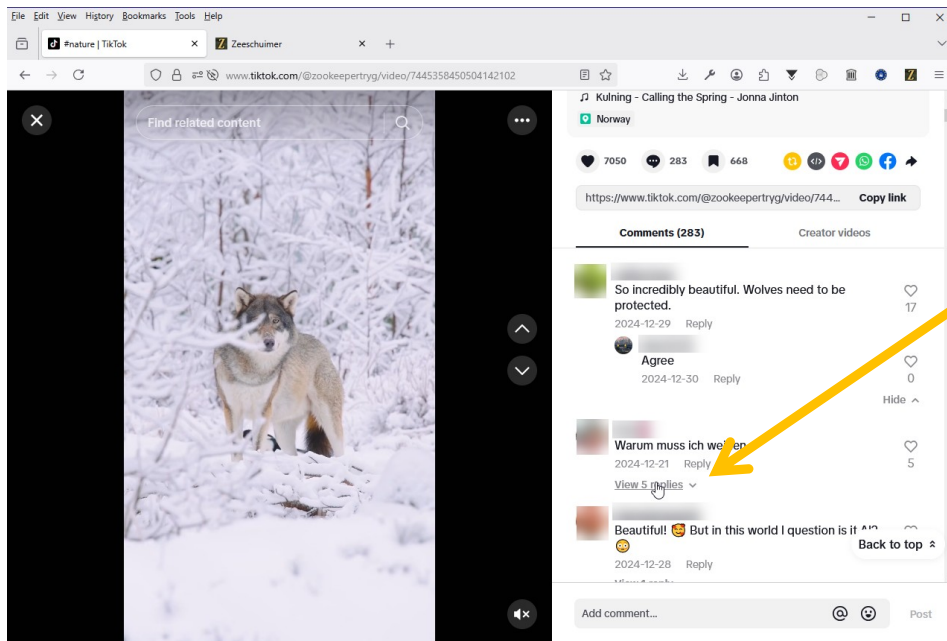 File Edit View History Bookmarks Tools Help
#nature | TikTok
Zeeschuimer
www.tiktok.com/@zookeepertryg/video/7445358450504142102
Find related content
Kulning - Calling the Spring - Jonna Jinton
Norway
7050 283 668
https://www.tiktok.com/@zookeepertryg/video/744... Copy link
Comments (283) Creator videos
So incredibly beautiful. Wolves need to be
protected.
17
2024-12-29 Reply
Agree
2024-12-30 Reply
0
Hide
Warum muss ich
2024-12-21 Reply
5
View 5 replies
Beautiful! 🥰 But in this world I question is it AI?
😳
Back to top
2024-12-28 Reply
View 1 reply
Add comment...
Post